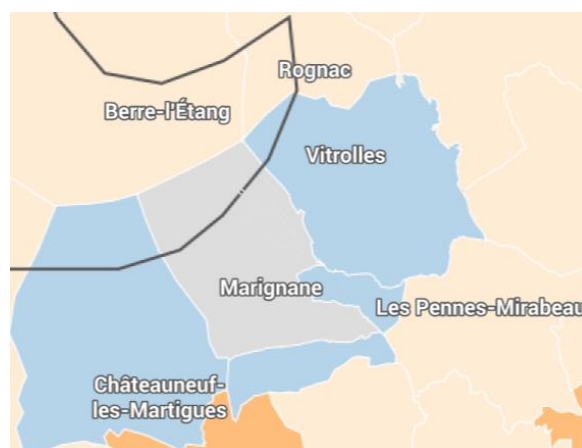 Rognac
Berre-l'Étang
Vitrolles
Marignane
Les Pennes-Mirabeau
Châteauneuf-
les-Martigues